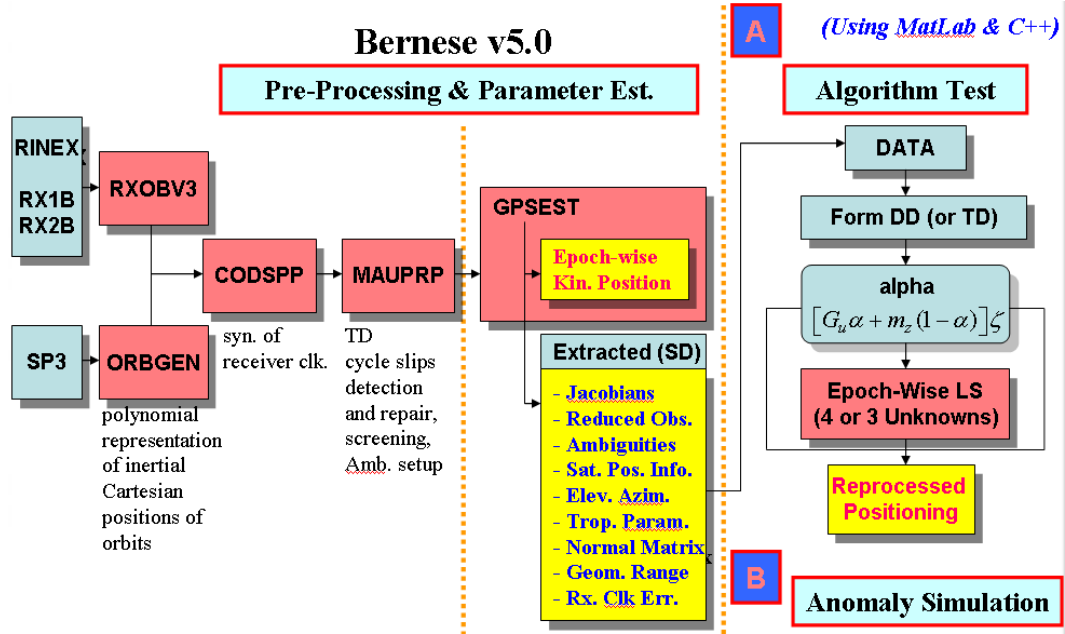 Bernese v5.0
Pre-Processing & Parameter Est.
RINEX
RX1B
RX2B
RXOBV3
SP3
ORBGEN
polynomial
representation
of inertial
Cartesian
positions of
orbits
CODSPP
syn. of
receiver clk.
MAUPRP
TD
cycle slips
detection
and repair,
screening,
Amb. setup
GPSEST
Epoch-wise
Kin. Position
Extracted (SD)
- Jacobians
- Reduced Obs.
- Ambiguities
- Sat. Pos. Info.
- Elev. Azim.
- Trop. Param.
- Normal Matrix
- Geom. Range
- Rx. Clk Err.
A
(Using MatLab & C++)
Algorithm Test
DATA
Form DD (or TD)
alpha
[G_u α + m_z (1 - α)] ζ
Epoch-Wise LS
(4 or 3 Unknowns)
Reprocessed
Positioning
B
Anomaly Simulation